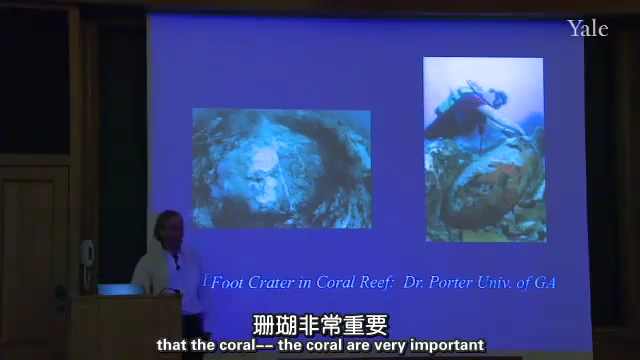 Yale
Foot Crater in Coral Reef: Dr. Porter Univ. of GA
珊瑚非常重要
that the coral-- the coral are very important